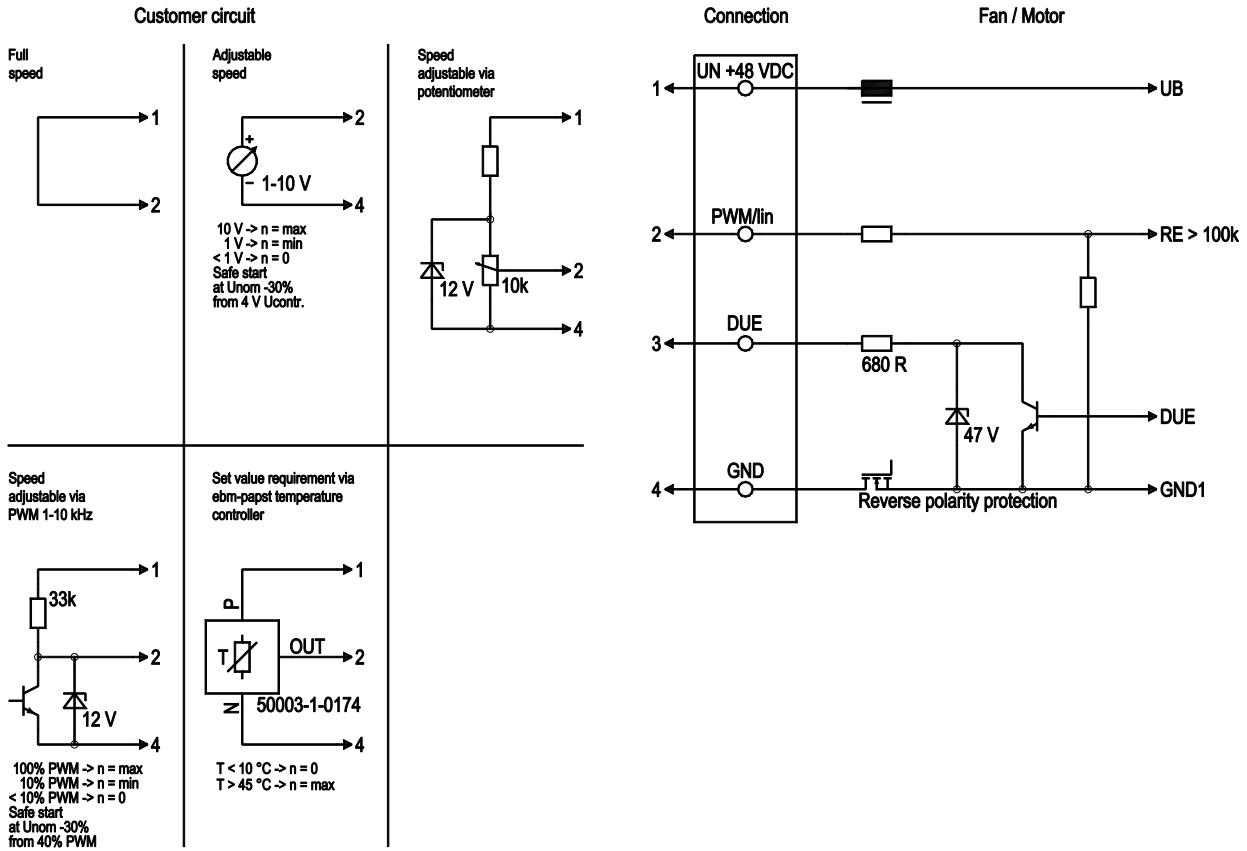 Customer circuit
Full
speed
1
2
Adjustable
speed
2
+
–
1-10 V
4
10 V -> n = max
1 V -> n = min
< 1 V -> n = 0
Safe start
at Unom -30%
from 4 V Ucontr.
Speed
adjustable via
potentiometer
1
2
12 V
10k
4
Speed
adjustable via
PWM 1-10 kHz
1
33k
2
12 V
4
100% PWM -> n = max
10% PWM -> n = min
< 10% PWM -> n = 0
Safe start
at Unom -30%
from 40% PWM
Set value requirement via
ebm-papst temperature
controller
1
P
T
OUT
2
N
50003-1-0174
4
T < 10 °C -> n = 0
T > 45 °C -> n = max
Connection
Fan / Motor
UN +48 VDC
1
UB
PWM/lin
2
RE > 100k
DUE
3
680 R
47 V
DUE
GND
4
GND1
Reverse polarity protection